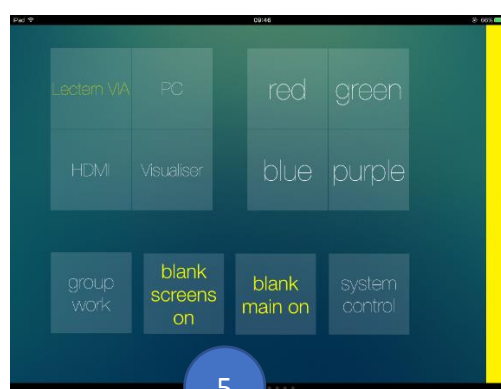 iPad 09:46 66%
Lectern VIA PC red green
HDMI Visualiser blue purple
group
work
blank
screens
on
blank
main on
system
control
5